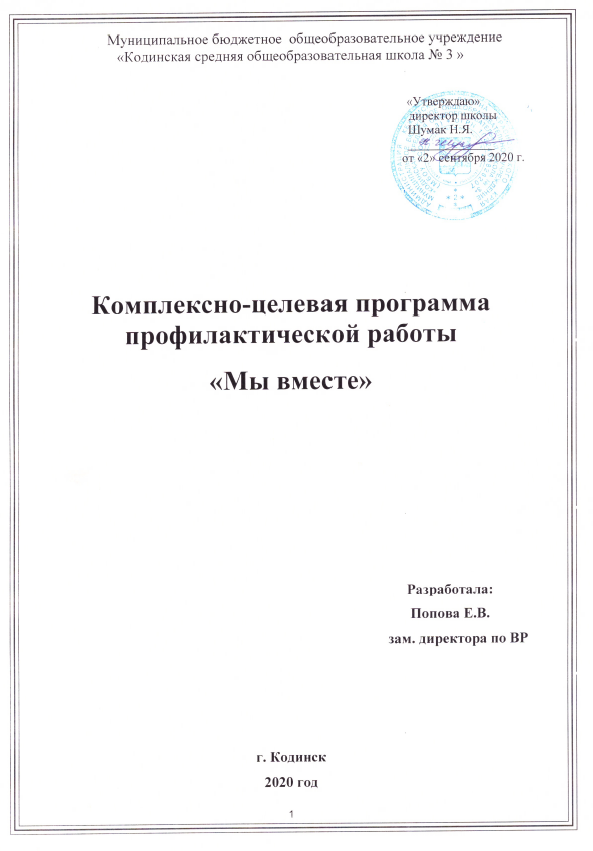 Муниципальное бюджетное общеобразовательное учреждение
«Кодинская средняя общеобразовательная школа № 3 »
«Утверждаю»
директор школы
Шумак Н.Я.
от «2» сентября 2020 г.
Комплексно-целевая программа
профилактической работы
«Мы вместе»
Разработала:
Попова Е.В.
зам. директора по ВР
г. Кодинск
2020 год
1